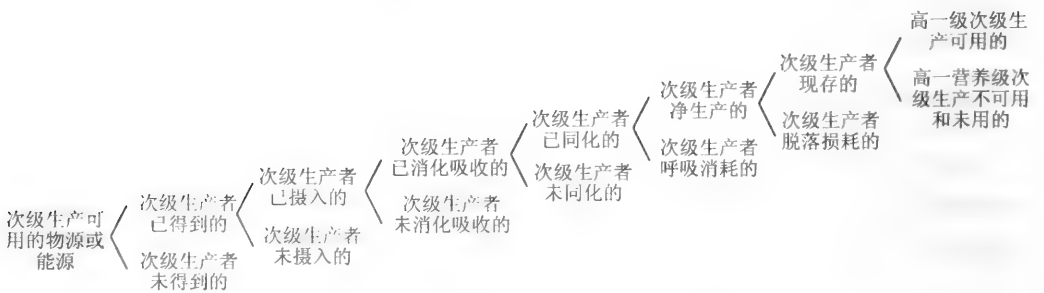 次级生产可
用的物源或
能源
次级生产者
已得到的
次级生产者
未得到的
次级生产者
已摄入的
次级生产者
未摄入的
次级生产者
已消化吸收的
次级生产者
未消化吸收的
次级生产者
已同化的
次级生产者
未同化的
次级生产者
净生产的
次级生产者
呼吸消耗的
次级生产者
现存的
次级生产者
脱落损耗的
高一级次级生
产可用的
高一营养级次
级生产不可用
和未用的